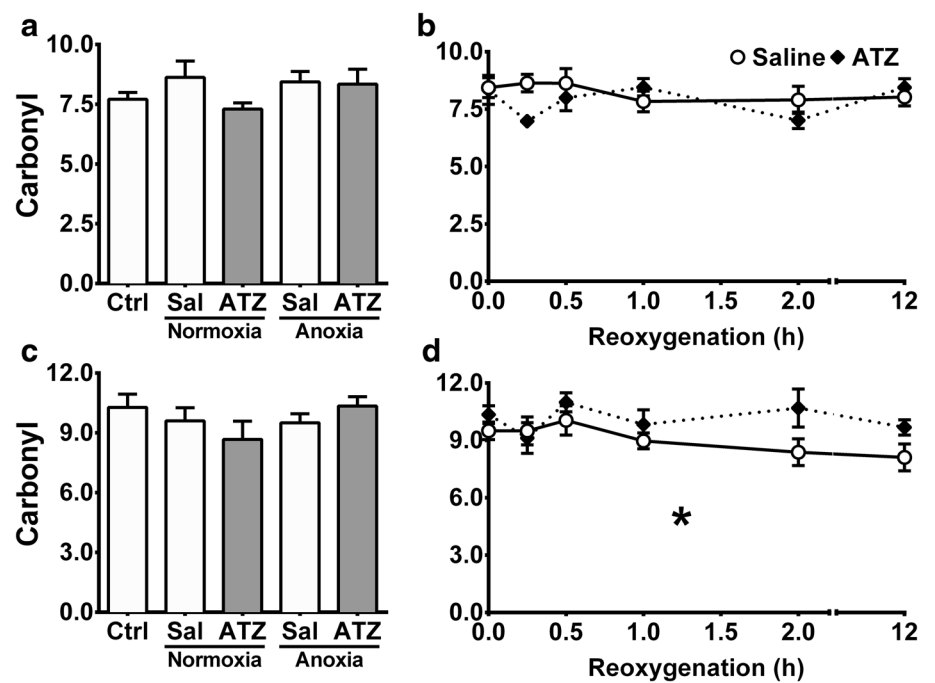 a
10.0
7.5
5.0
2.5
0.0
Carbonyl
Ctrl Sal ATZ Sal ATZ
Normoxia Anoxia
b
10.0
7.5
5.0
2.5
0.0
Saline ATZ
0.0 0.5 1.0 1.5 2.0 12
Reoxygenation (h)
c
12.0
9.0
6.0
3.0
0.0
Carbonyl
Ctrl Sal ATZ Sal ATZ
Normoxia Anoxia
d
12.0
9.0
6.0
3.0
0.0
*
0.0 0.5 1.0 1.5 2.0 12
Reoxygenation (h)